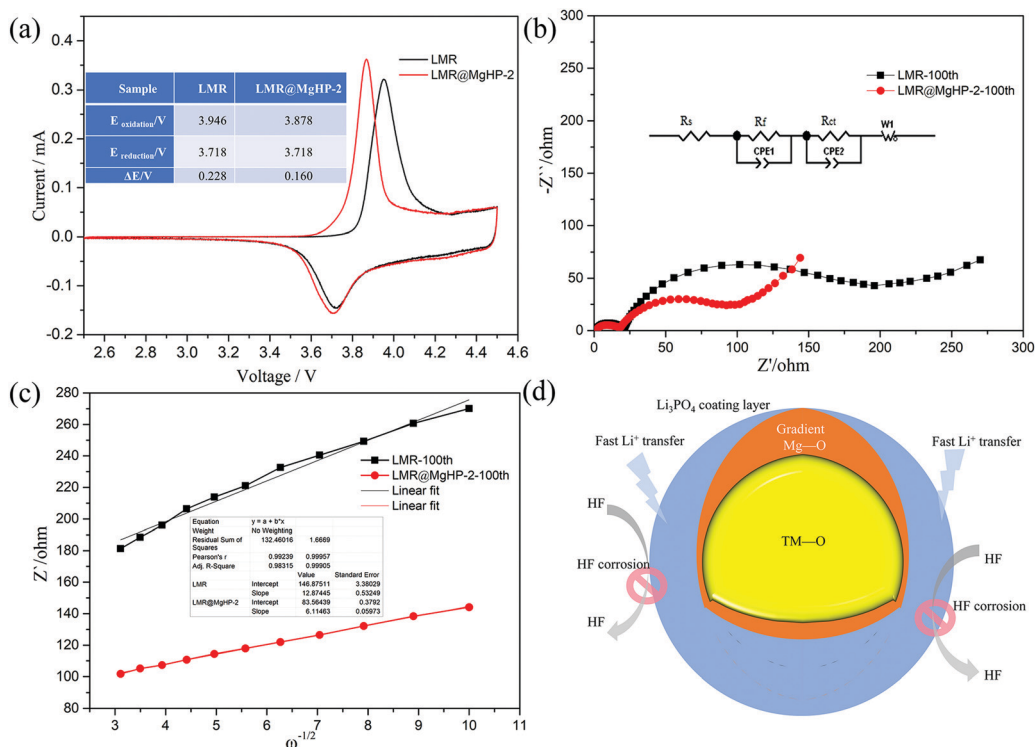 (a)
LMR
LMR@MgHP-2
Sample LMR LMR@MgHP-2
E oxidation/V 3.946 3.878
E reduction/V 3.718 3.718
ΔE/V 0.228 0.160
0.4
0.3
0.2
0.1
0.0
-0.1
-0.2
Current / mA
2.6 2.8 3.0 3.2 3.4 3.6 3.8 4.0 4.2 4.4 4.6
Voltage / V
(b)
LMR-100th
LMR@MgHP-2-100th
Rs Rf Rct W1
CPE1 CPE2
300
250
200
150
100
50
0
-Z``/ohm
0 50 100 150 200 250 300
Z'/ohm
(c)
LMR-100th
LMR@MgHP-2-100th
Linear fit
Linear fit
Equation y = a + b*x
Weight No Weighting
Residual Sum of Squares 132.46016 1.6669
Pearson's r 0.99239 0.99957
Adj. R-Square 0.98315 0.99905
Value Standard Error
LMR Intercept 146.87511 3.38029
Slope 12.87445 0.53249
LMR@MgHP-2 Intercept 83.56439 0.3792
Slope 6.11463 0.05973
280
260
240
220
200
180
160
140
120
100
80
Z`/ohm
3 4 5 6 7 8 9 10 11
ω-1/2
(d)
Li₃PO₄ coating layer
Gradient
Mg—O
Fast Li⁺ transfer
Fast Li⁺ transfer
TM—O
HF
HF corrosion
HF
HF
HF corrosion
HF